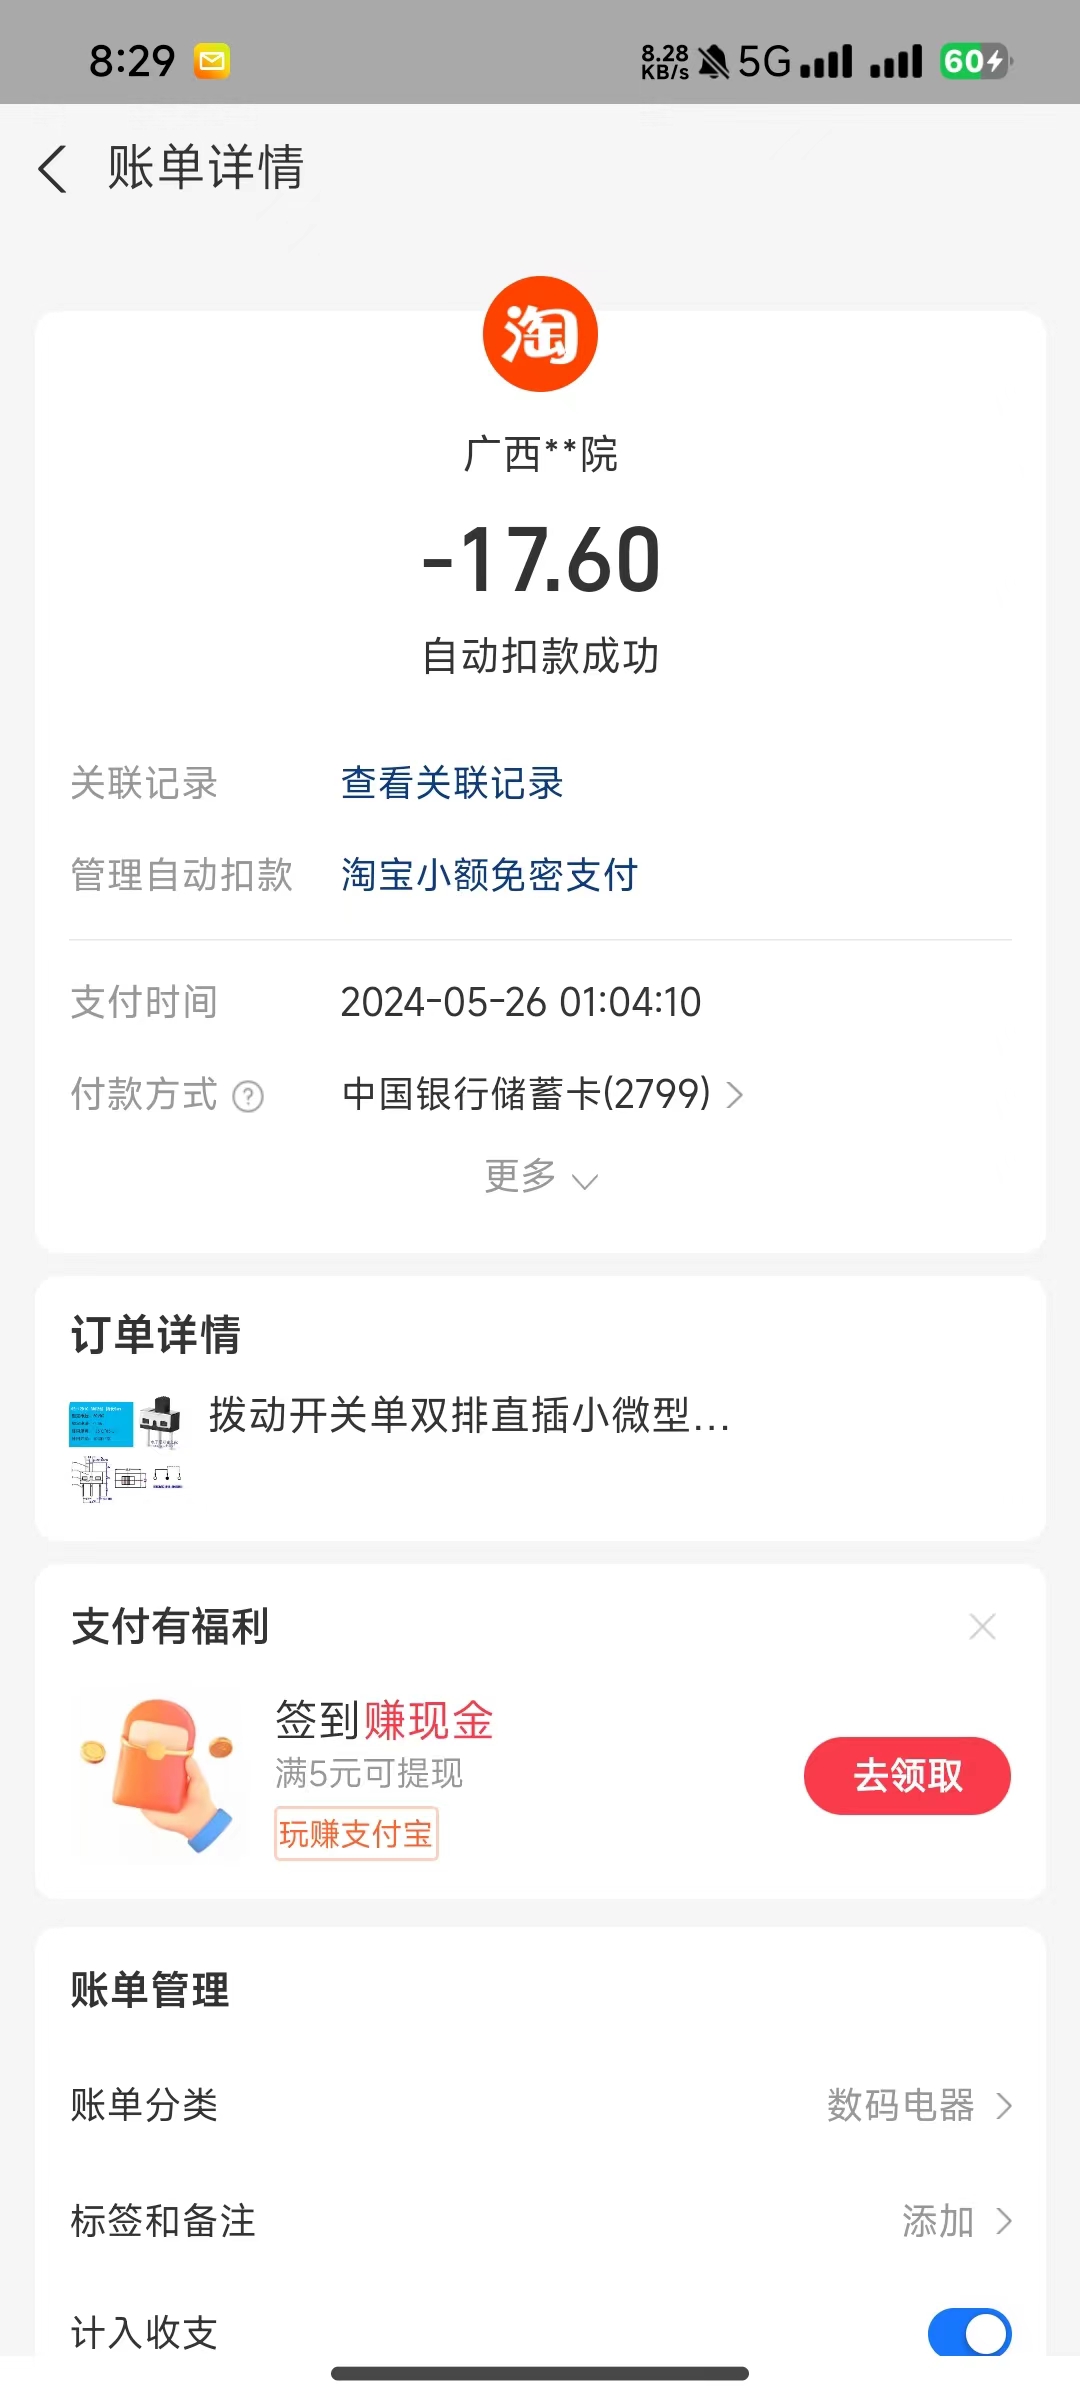 8:29
8.28
KB/s
5G
60
账单详情
淘
广西**院
-17.60
自动扣款成功
关联记录
查看关联记录
管理自动扣款
淘宝小额免密支付
支付时间
2024-05-26 01:04:10
付款方式 ?
中国银行储蓄卡(2799)
更多
订单详情
拨动开关单双排直插小微型...
支付有福利
签到赚现金
满5元可提现
玩赚支付宝
去领取
账单管理
账单分类
数码电器
标签和备注
添加
计入收支